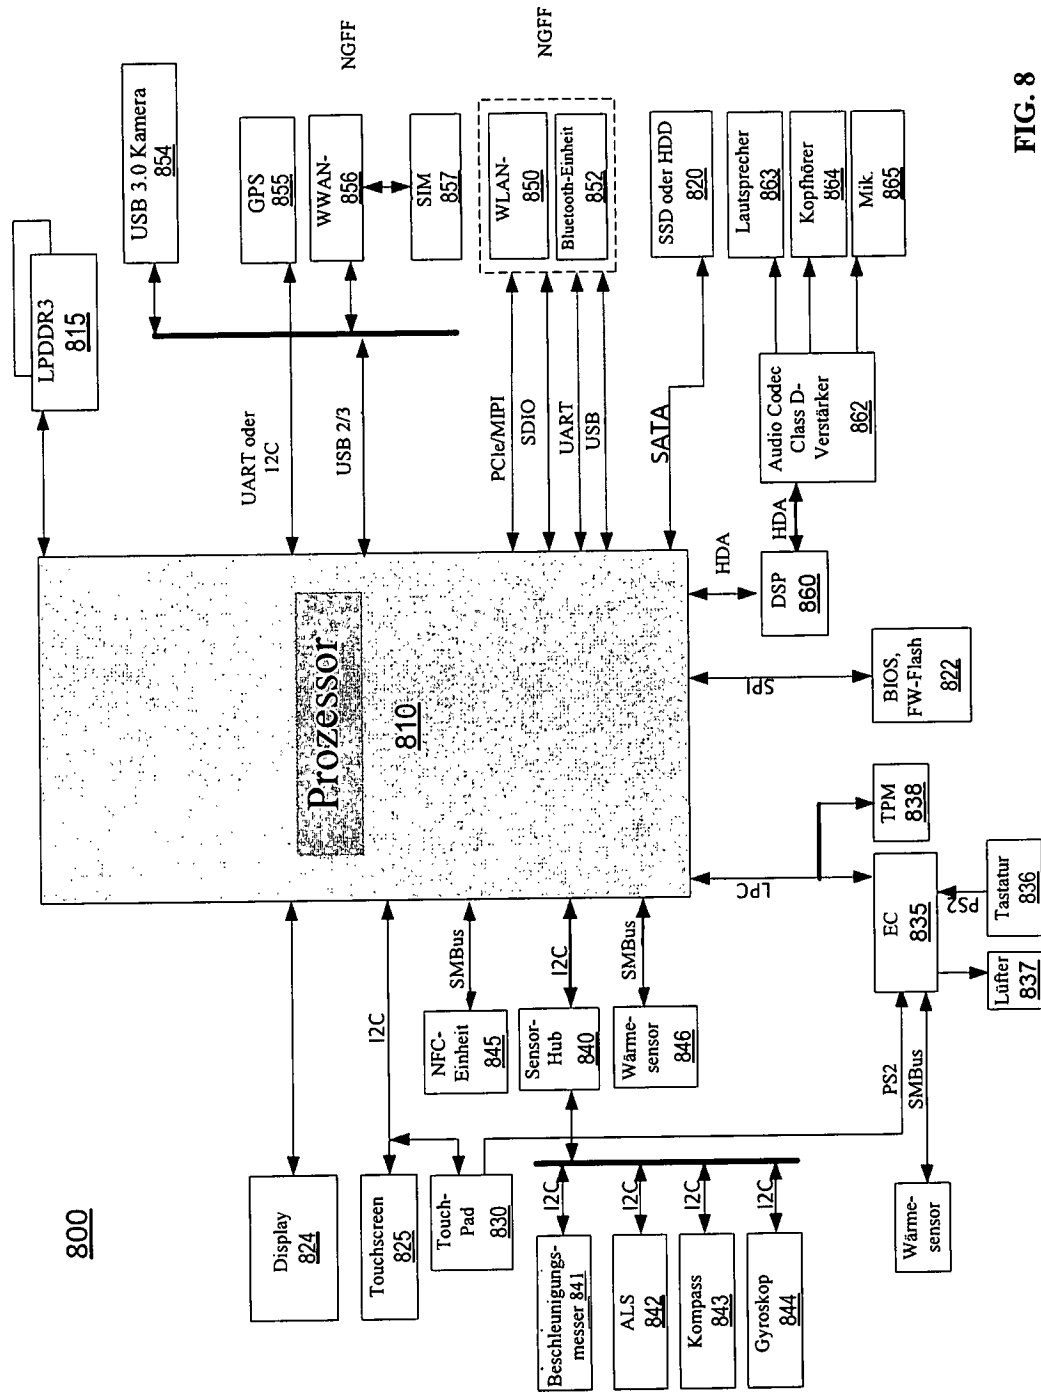 800
Display
824
Touchscreen
825
Touch-
Pad
830
Beschleunigungs-
messer 841
ALS
842
Kompass
843
Gyroskop
844
I2C
I2C
I2C
I2C
I2C
NFC-
Einheit
845
SMBus
Sensor-
Hub
840
I2C
Wärme-
sensor
846
SMBus
Wärme-
sensor
PS2
SMBus
Prozessor
810
LPC
EC
835
TPM
838
Lüfter
837
Tastatur
836
PS2
SPI
BIOS,
FW-Flash
822
HDA
DSP
860
HDA
Audio Codec
Class D-
Verstärker
862
LPDDR3
815
USB 3.0 Kamera
854
UART oder
I2C
USB 2/3
GPS
855
WWAN-
856
SIM
857
NGFF
PCIe/MIPI
SDIO
UART
USB
WLAN-
850
Bluetooth-Einheit
852
NGFF
SATA
SSD oder HDD
820
Lautsprecher
863
Kopfhörer
864
Mik.
865
FIG. 8